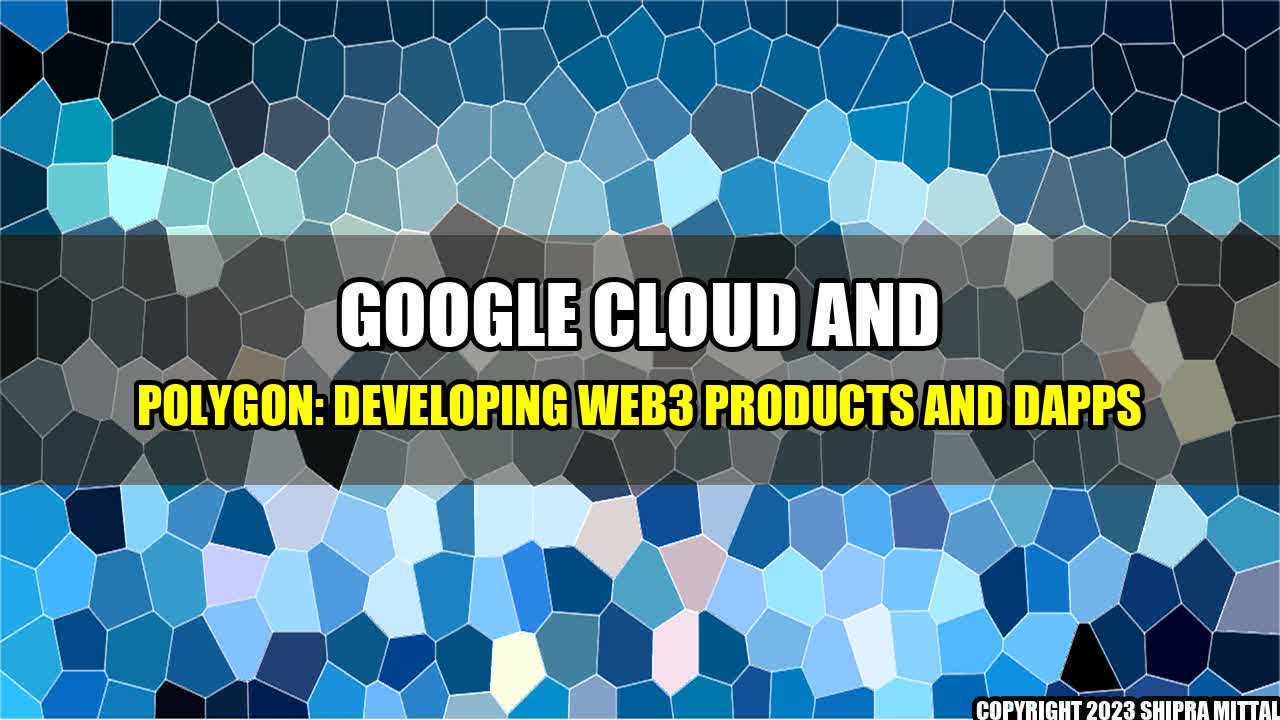 GOOGLE CLOUD AND
POLYGON: DEVELOPING WEB3 PRODUCTS AND DAPPS
COPYRIGHT 2023 SHIPRA MITTAL